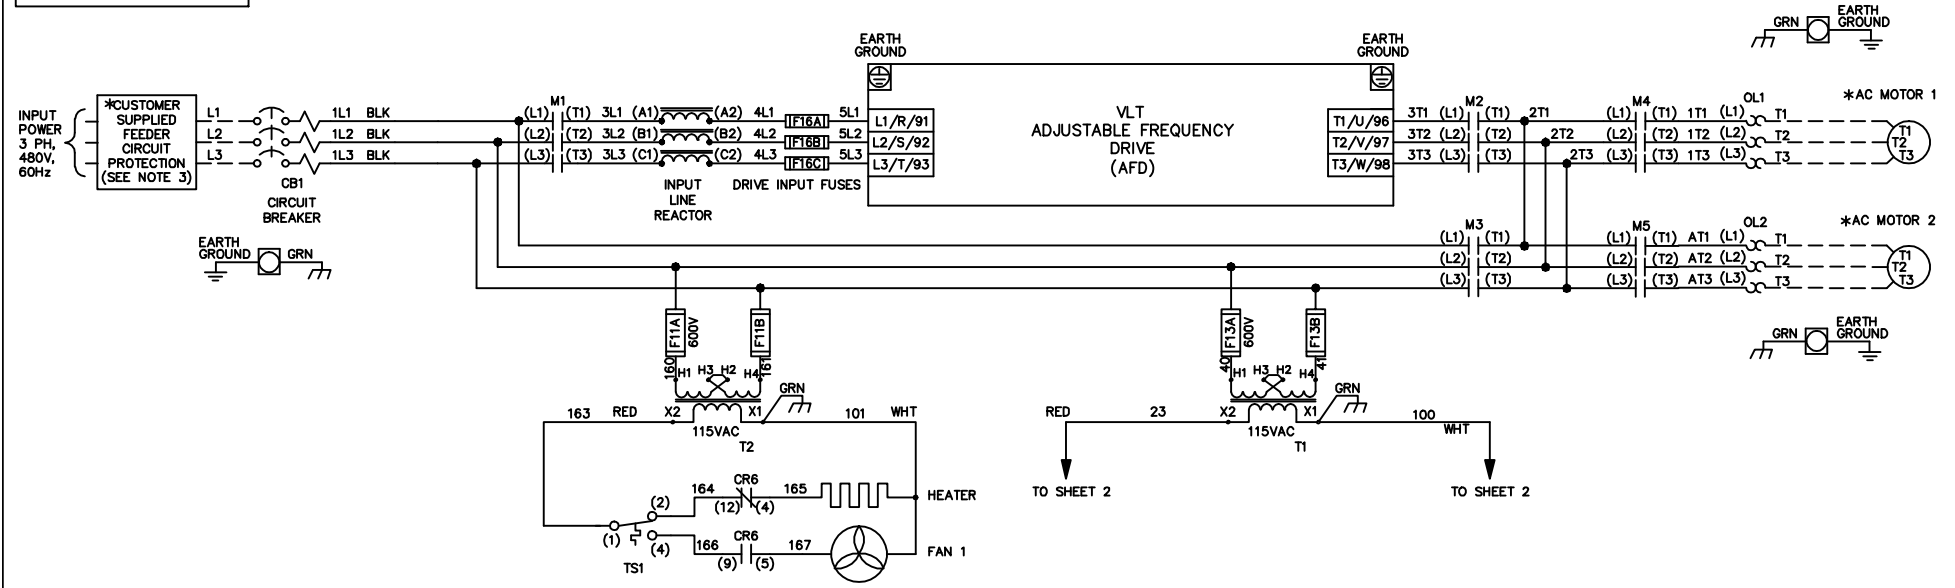 EARTH
GROUND
GRN
EARTH
GROUND
EARTH
GROUND
INPUT
POWER
3 PH,
480V,
60Hz
*CUSTOMER
SUPPLIED
FEEDER
CIRCUIT
PROTECTION
(SEE NOTE 3)
L1
L2
L3
CB1
CIRCUIT
BREAKER
1L1 BLK
1L2 BLK
1L3 BLK
M1
(L1) (T1) 3L1 (A1) (A2) 4L1 F16A 5L1
(L2) (T2) 3L2 (B1) (B2) 4L2 F16B 5L2
(L3) (T3) 3L3 (C1) (C2) 4L3 F16C 5L3
INPUT
LINE
REACTOR
DRIVE INPUT FUSES
L1/R/91
L2/S/92
L3/T/93
VLT
ADJUSTABLE FREQUENCY
DRIVE
(AFD)
T1/U/96
T2/V/97
T3/W/98
M2
3T1 (L1) (T1) 2T1
3T2 (L2) (T2) 2T2
3T3 (L3) (T3) 2T3
M4
(L1) (T1) 1T1 (L1)
(L2) (T2) 1T2 (L2)
(L3) (T3) 1T3 (L3)
OL1
T1
T2
T3
*AC MOTOR 1
T1
T2
T3
EARTH
GROUND
GRN
M3
(L1) (T1)
(L2) (T2)
(L3) (T3)
M5
(L1) (T1) AT1 (L1)
(L2) (T2) AT2 (L2)
(L3) (T3) AT3 (L3)
OL2
T1
T2
T3
*AC MOTOR 2
T1
T2
T3
GRN
EARTH
GROUND
F11A
600V
F11B
160
161
H1 H3 H2 H4
GRN
163 RED X2 X1 101 WHT
115VAC
T2
F13A
600V
F13B
40
41
H1 H3 H2 H4
GRN
RED 23 X2 X1 100
WHT
115VAC
T1
TO SHEET 2
TO SHEET 2
CR6
164 165
(2) (12) (4)
HEATER
(1)
(4)
TS1
CR6
166 167
(9) (5)
FAN 1